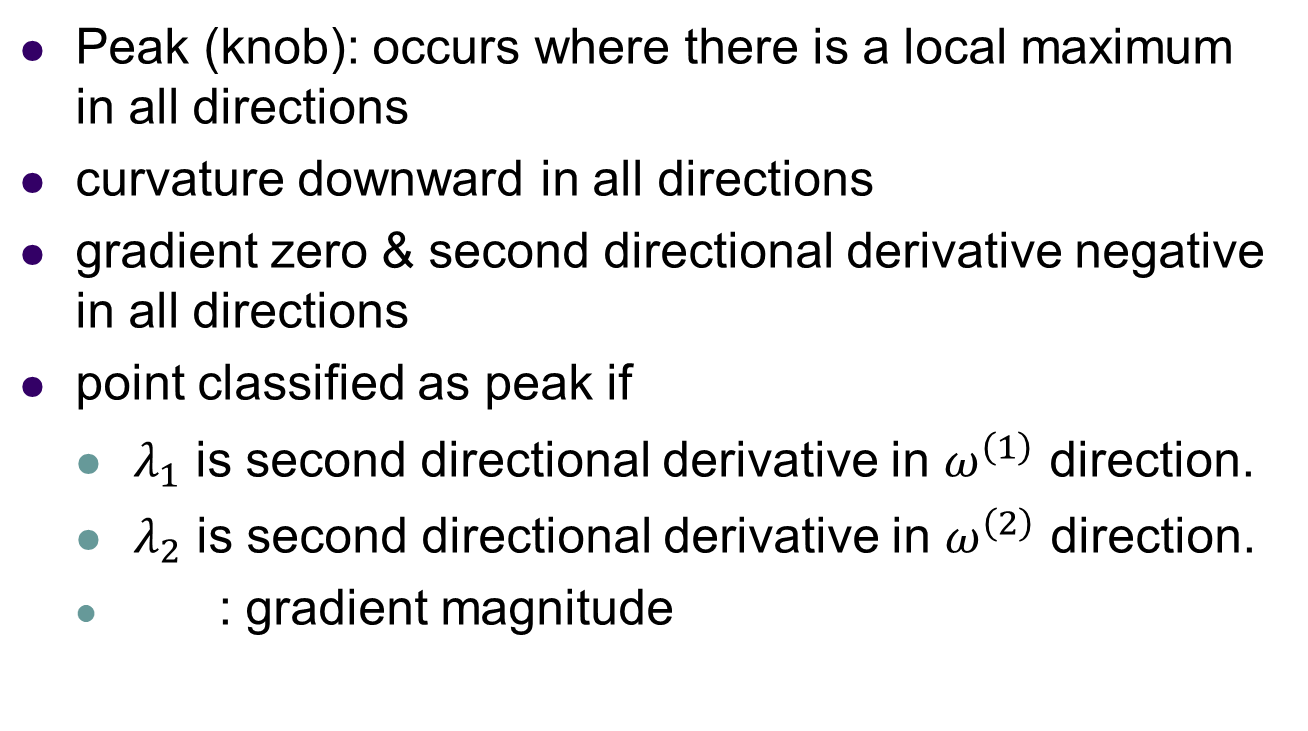 ● Peak (knob): occurs where there is a local maximum
in all directions
● curvature downward in all directions
● gradient zero & second directional derivative negative
in all directions
● point classified as peak if
● λ₁ is second directional derivative in ω⁽¹⁾ direction.
● λ₂ is second directional derivative in ω⁽²⁾ direction.
● : gradient magnitude